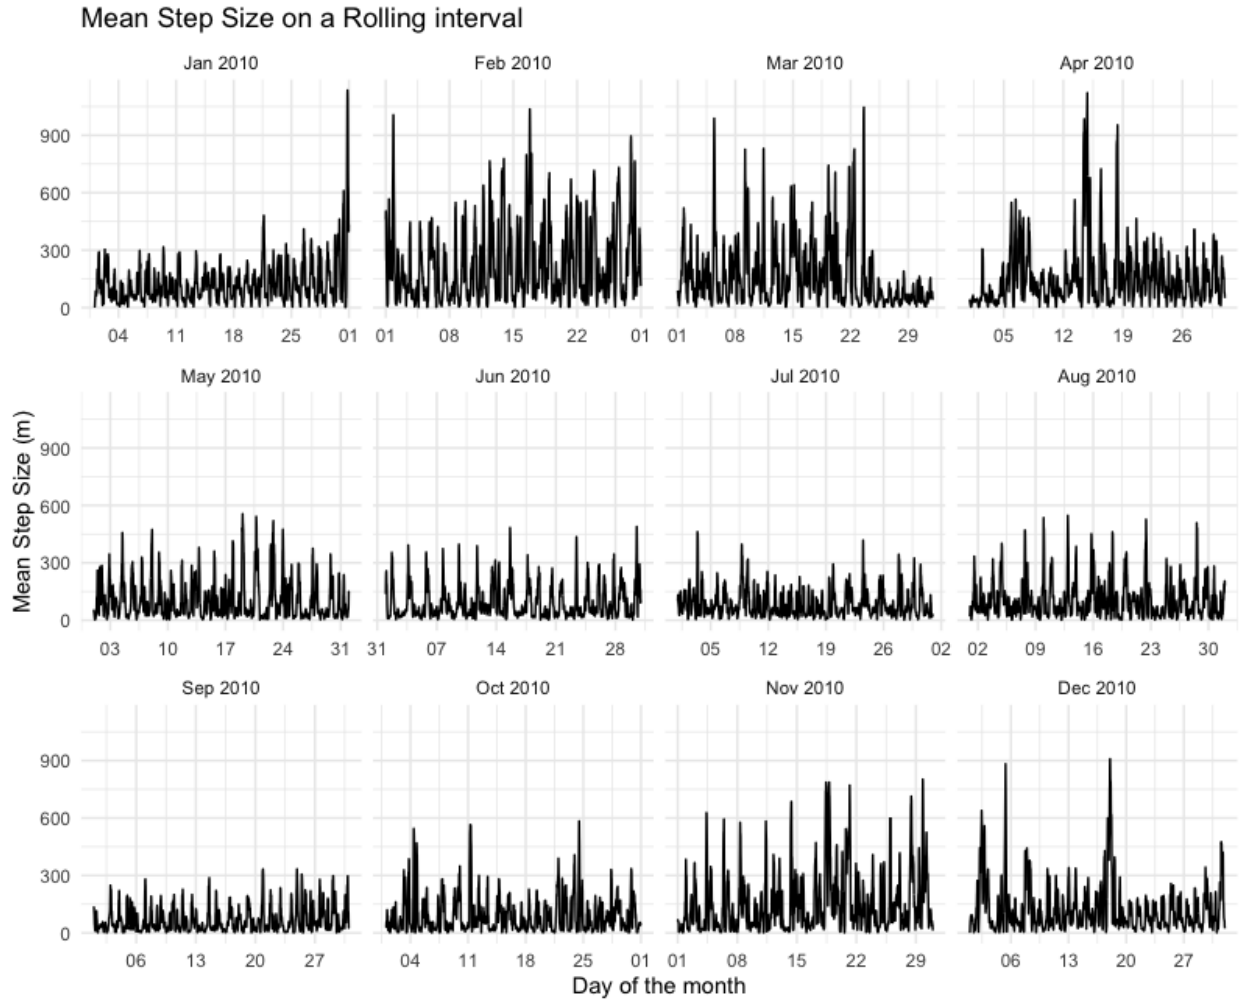 Mean Step Size on a Rolling interval
Jan 2010 Feb 2010 Mar 2010 Apr 2010
900
600
300
0
04 11 18 25 01 01 08 15 22 01 01 08 15 22 29 05 12 19 26
May 2010 Jun 2010 Jul 2010 Aug 2010
Mean Step Size (m)
900
600
300
0
03 10 17 24 31 31 07 14 21 28 05 12 19 26 02 02 09 16 23 30
Sep 2010 Oct 2010 Nov 2010 Dec 2010
900
600
300
0
06 13 20 27 04 11 18 25 01 01 08 15 22 29 06 13 20 27
Day of the month